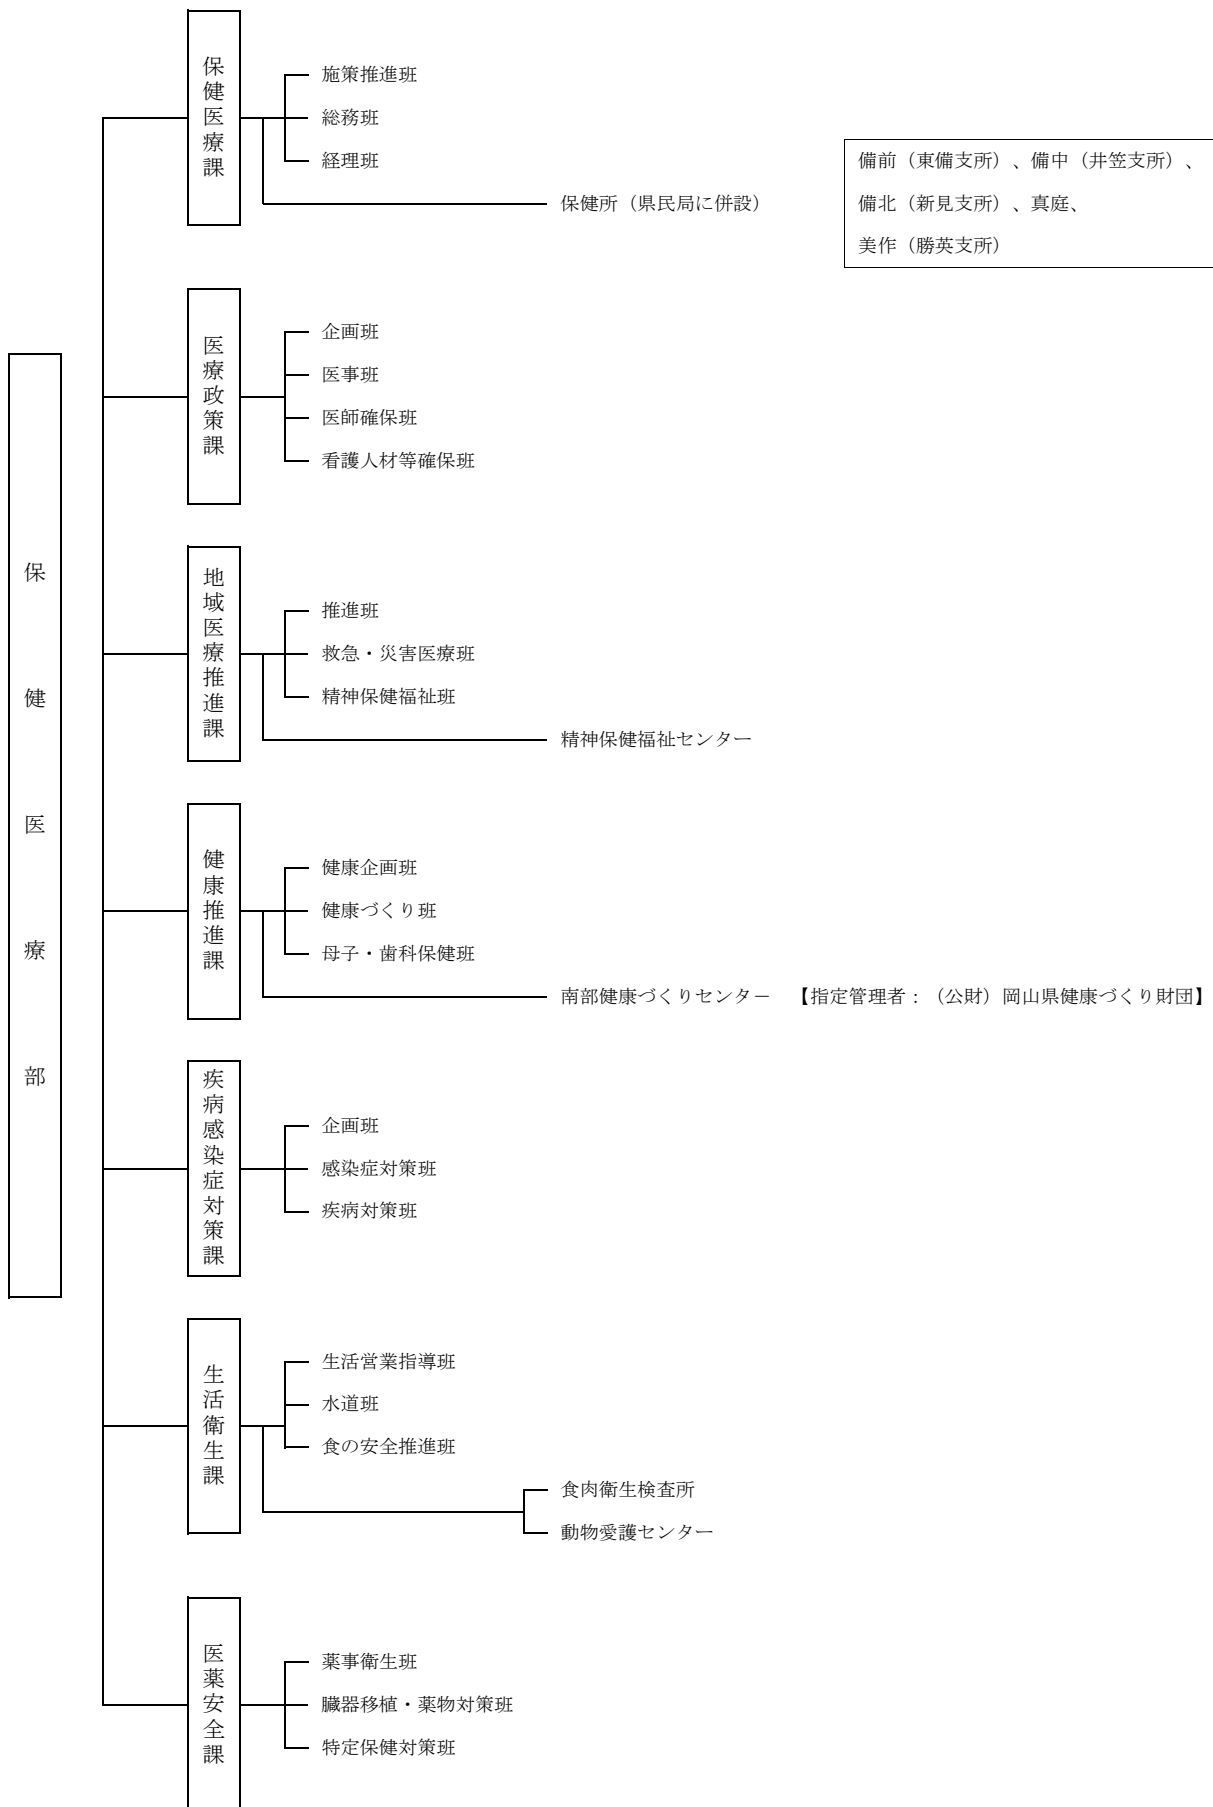 保健医療部
保健医療課
施策推進班
総務班
経理班
保健所（県民局に併設）
備前（東備支所）、備中（井笠支所）、
備北（新見支所）、真庭、
美作（勝英支所）
医療政策課
企画班
医事班
医師確保班
看護人材等確保班
地域医療推進課
推進班
救急・災害医療班
精神保健福祉班
精神保健福祉センター
健康推進課
健康企画班
健康づくり班
母子・歯科保健班
南部健康づくりセンター　【指定管理者：（公財）岡山県健康づくり財団】
疾病感染症対策課
企画班
感染症対策班
疾病対策班
生活衛生課
生活営業指導班
水道班
食の安全推進班
食肉衛生検査所
動物愛護センター
医薬安全課
薬事衛生班
臓器移植・薬物対策班
特定保健対策班